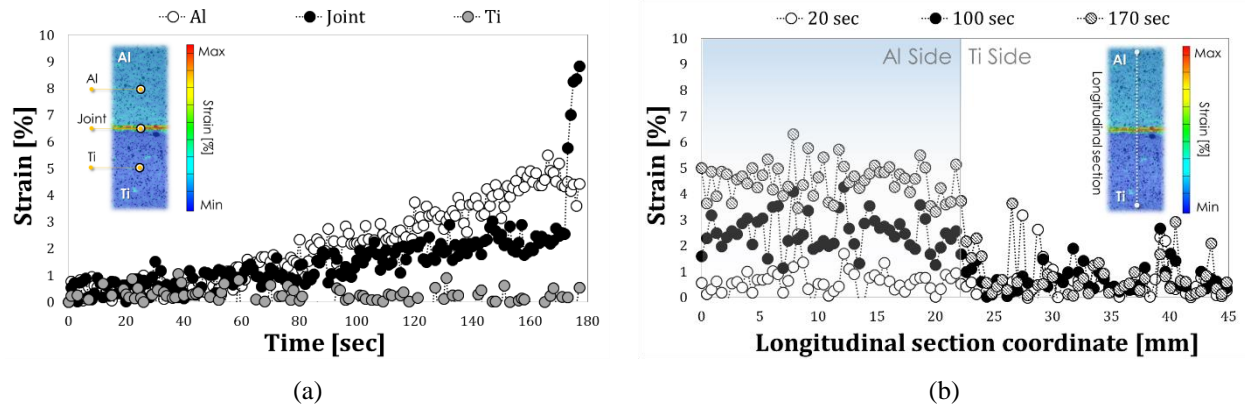 Al Joint Ti
10
9
8
7
6
5
4
3
2
1
0
Strain [%]
Al
Ti
Al
Joint
Ti
Max
Strain [%]
Min
0 20 40 60 80 100 120 140 160 180
Time [sec]
(a)
20 sec 100 sec 170 sec
10
9
8
7
6
5
4
3
2
1
0
Strain [%]
Al Side Ti Side
Longitudinal section
Al
Ti
Max
Strain [%]
Min
0 5 10 15 20 25 30 35 40 45
Longitudinal section coordinate [mm]
(b)